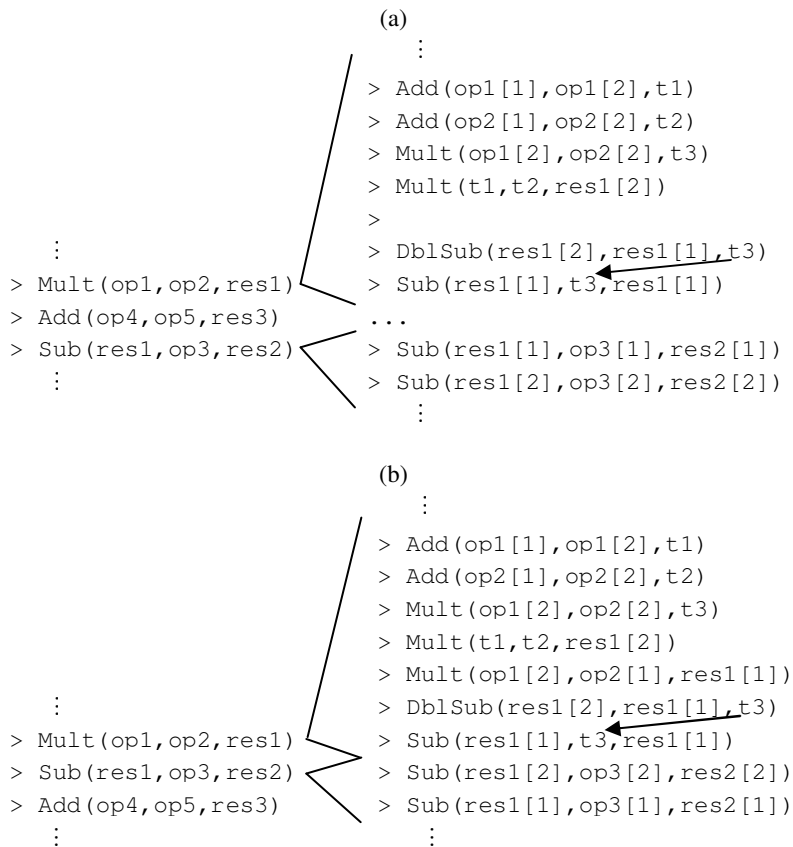 (a)
⋮
> Add(op1[1],op1[2],t1)
> Add(op2[1],op2[2],t2)
> Mult(op1[2],op2[2],t3)
> Mult(t1,t2,res1[2])
>
⋮
> DblSub(res1[2],res1[1],t3)
> Mult(op1,op2,res1)
> Sub(res1[1],t3,res1[1])
> Add(op4,op5,res3)
...
> Sub(res1,op3,res2)
> Sub(res1[1],op3[1],res2[1])
⋮
> Sub(res1[2],op3[2],res2[2])
⋮
(b)
⋮
> Add(op1[1],op1[2],t1)
> Add(op2[1],op2[2],t2)
> Mult(op1[2],op2[2],t3)
> Mult(t1,t2,res1[2])
> Mult(op1[2],op2[1],res1[1])
⋮
> DblSub(res1[2],res1[1],t3)
> Mult(op1,op2,res1)
> Sub(res1[1],t3,res1[1])
> Sub(res1,op3,res2)
> Sub(res1[2],op3[2],res2[2])
> Add(op4,op5,res3)
> Sub(res1[1],op3[1],res2[1])
⋮
⋮